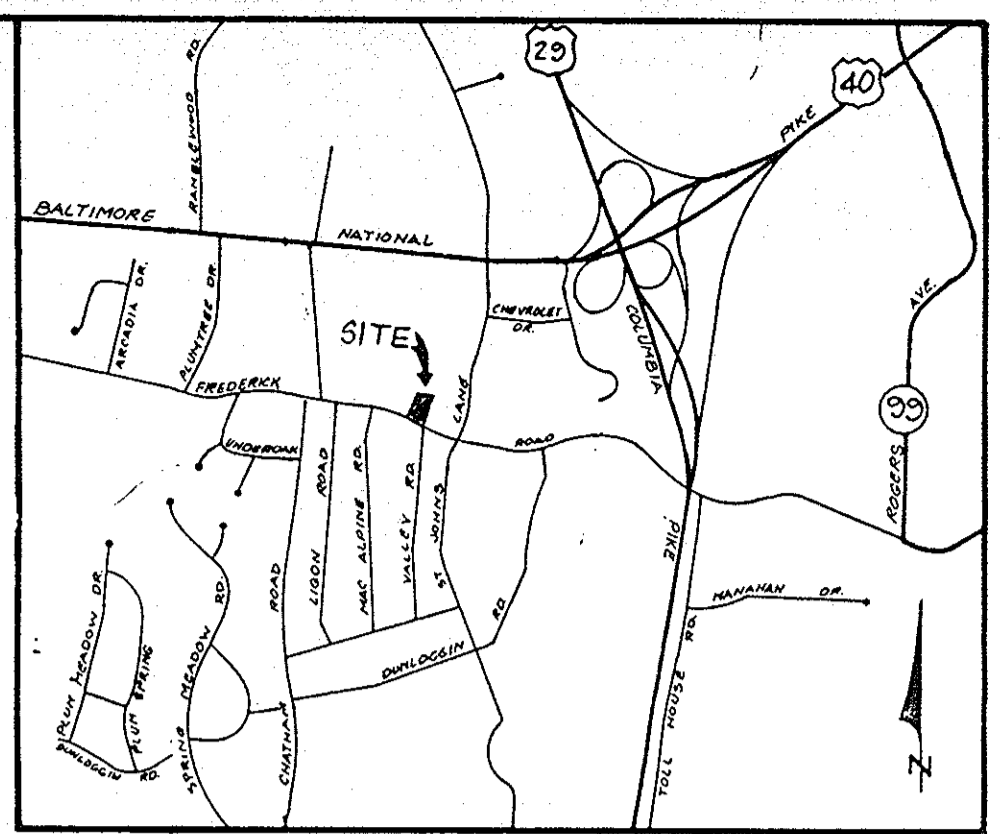 29
40
RAMBLEWOOD RD.
PIKE
BALTIMORE
NATIONAL
ARCADIA DR.
PLUMTREE DR.
CHEVROLET
DR.
COLUMBIA
AVE.
SITE
FREDERICK
LANE
99
UNDEROAK
ROAD
ROAD
LIGON
MAC ALPINE RD.
VALLEY RD.
ST JOHNS
ROGERS
PIKE
MANAHAN DR.
RD.
ROAD
RD.
RD.
PLUM MEADOW DR.
PLUM SPRING
SPRING MEADOW
DUNLOGGIN
DUNLOGGIN RD.
CHATHAM
TOLL HOUSE
N